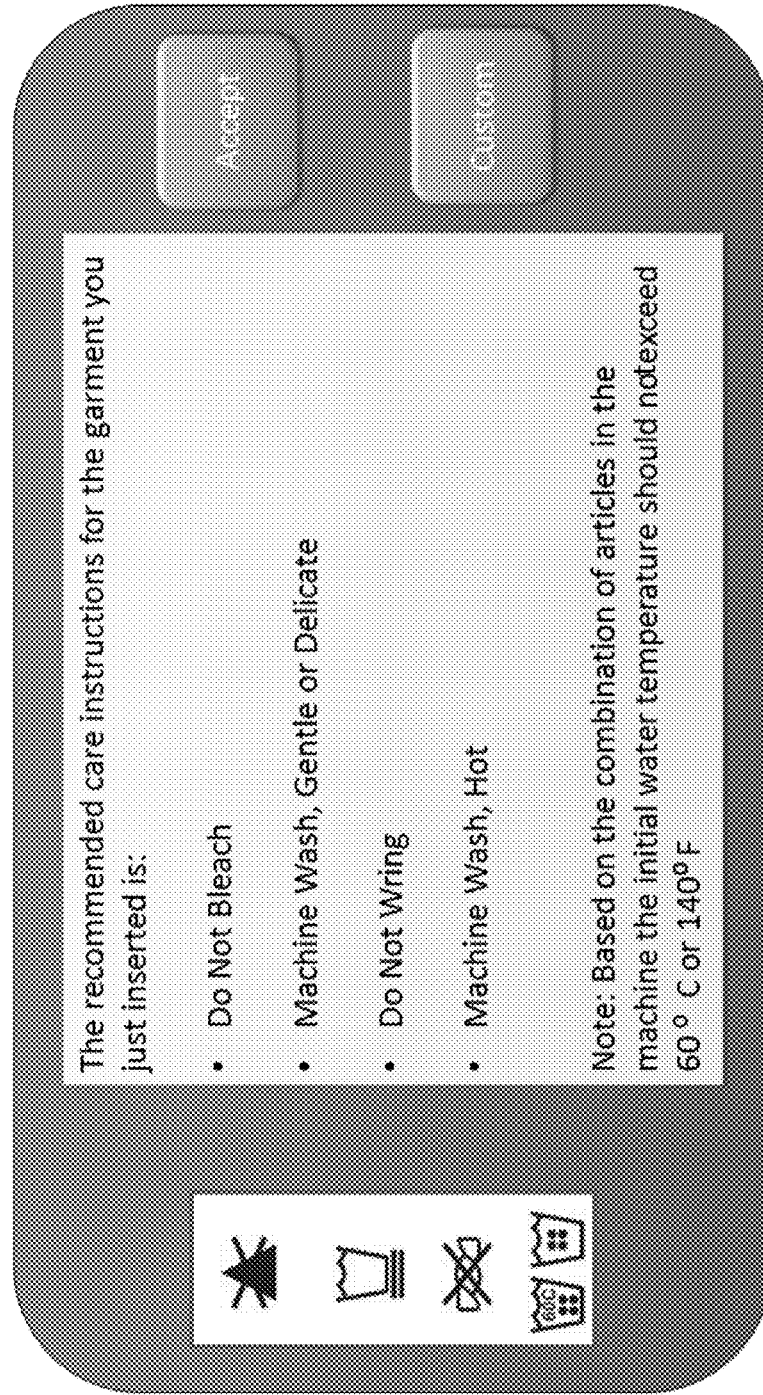 The recommended care instructions for the garment you
just inserted is:
• Do Not Bleach
• Machine Wash, Gentle or Delicate
• Do Not Wring
• Machine Wash, Hot
Note: Based on the combination of articles in the
machine the initial water temperature should notexceed
60° C or 140°F
Accept
Custom
60C